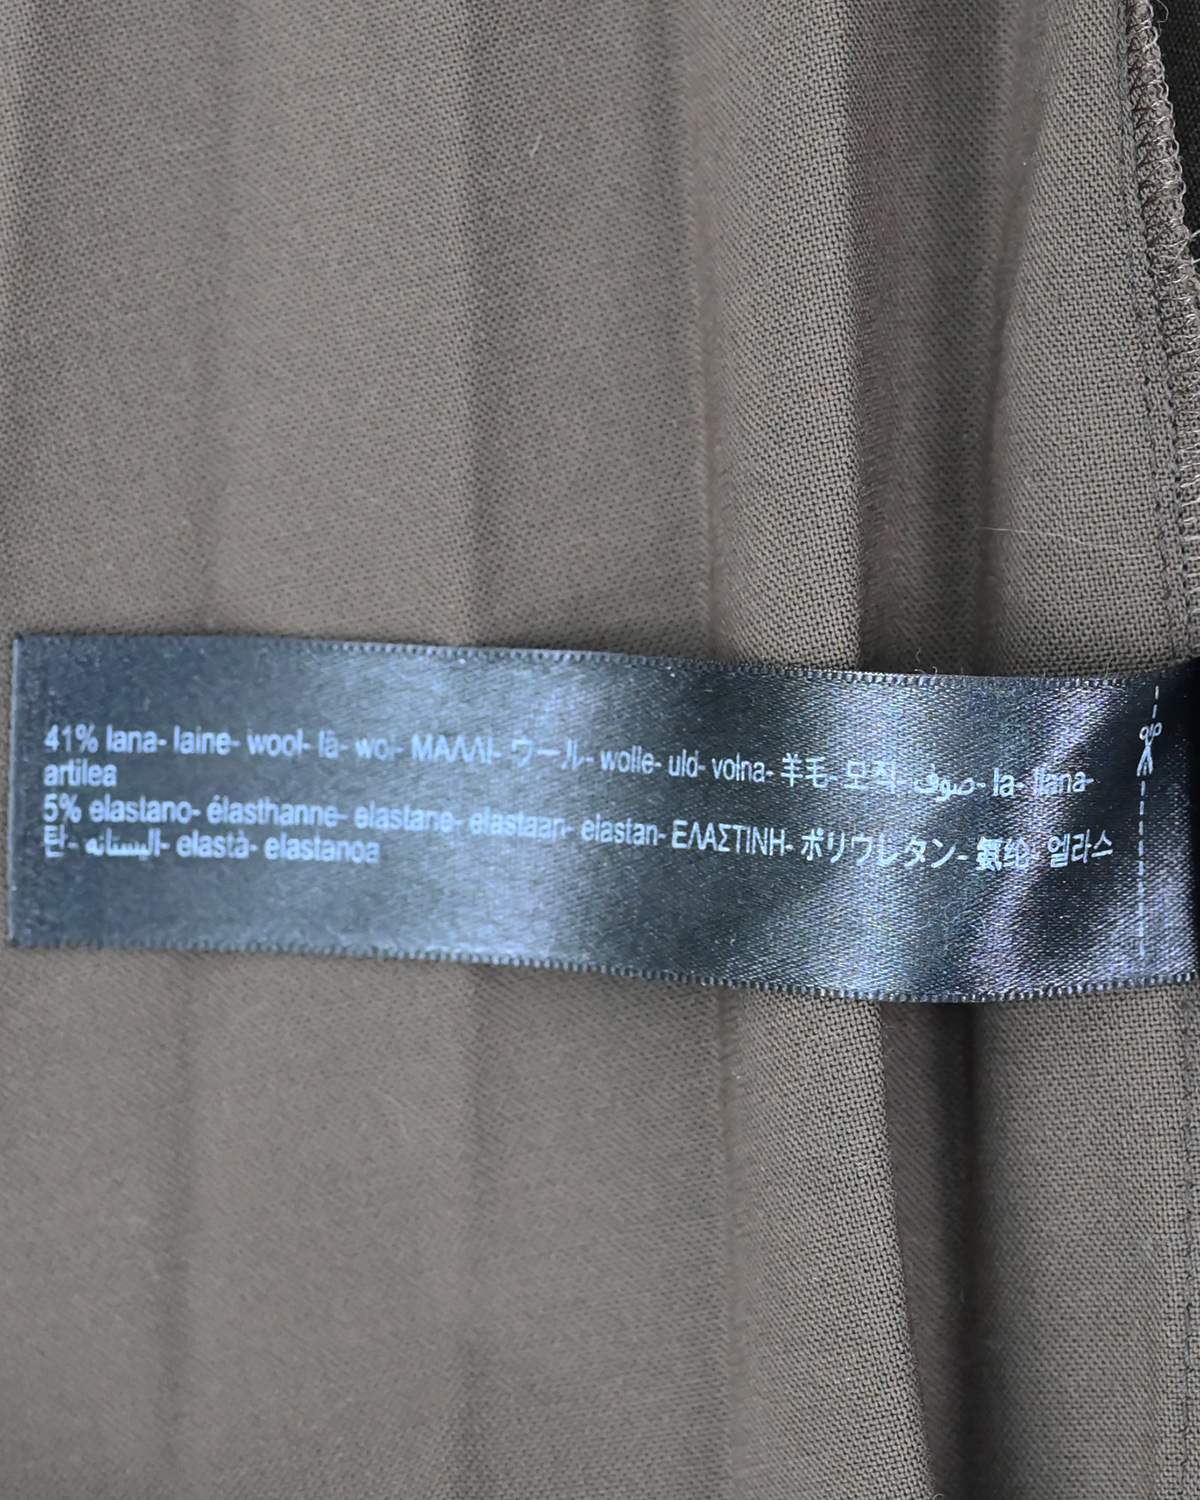 41% lana- laine- wool- lã- wol- ΜΑΛΛΙ- ウール- wolle- uld- volna- 羊毛- 모직- صوف- la- llana-
artilea
5% elastano- élasthanne- elastane- elastaan- elastan- ΕΛΑΣΤΙΝΗ- ポリウレタン- 氨纶- 엘라스
탄- اليستانه- elastà- elastanoa